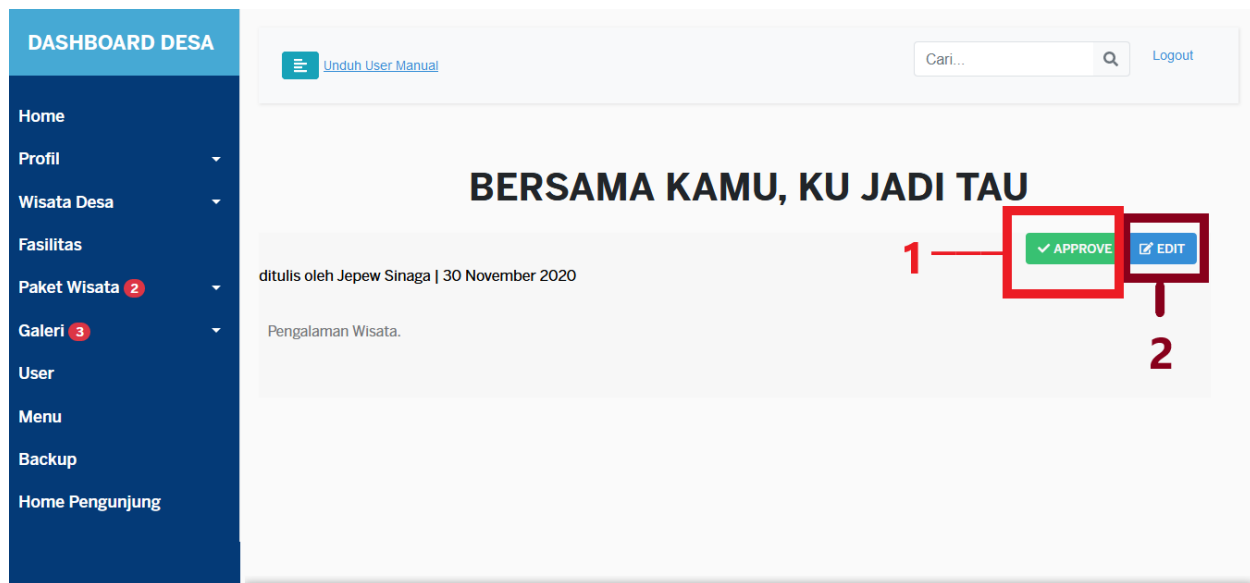 DASHBOARD DESA
Unduh User Manual
Cari...
Logout
Home
Profil
Wisata Desa
Fasilitas
Paket Wisata 2
Galeri 3
User
Menu
Backup
Home Pengunjung
BERSAMA KAMU, KU JADI TAU
1
APPROVE
EDIT
2
ditulis oleh Jepew Sinaga | 30 November 2020
Pengalaman Wisata.